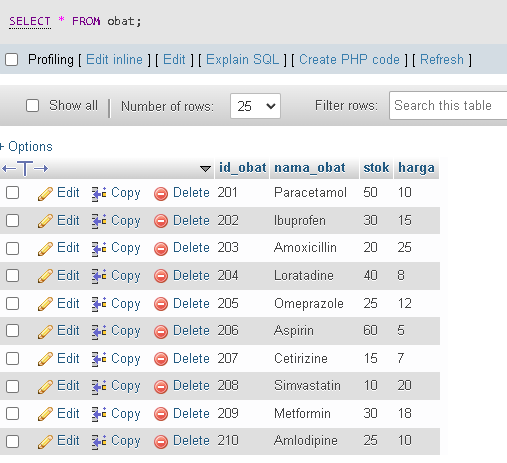 SELECT * FROM obat;
Profiling [ Edit inline ] [ Edit ] [ Explain SQL ] [ Create PHP code ] [ Refresh ]
Show all Number of rows: 25 Filter rows: Search this table
+ Options
id_obat nama_obat stok harga
Edit Copy Delete 201 Paracetamol 50 10
Edit Copy Delete 202 Ibuprofen 30 15
Edit Copy Delete 203 Amoxicillin 20 25
Edit Copy Delete 204 Loratadine 40 8
Edit Copy Delete 205 Omeprazole 25 12
Edit Copy Delete 206 Aspirin 60 5
Edit Copy Delete 207 Cetirizine 15 7
Edit Copy Delete 208 Simvastatin 10 20
Edit Copy Delete 209 Metformin 30 18
Edit Copy Delete 210 Amlodipine 25 10